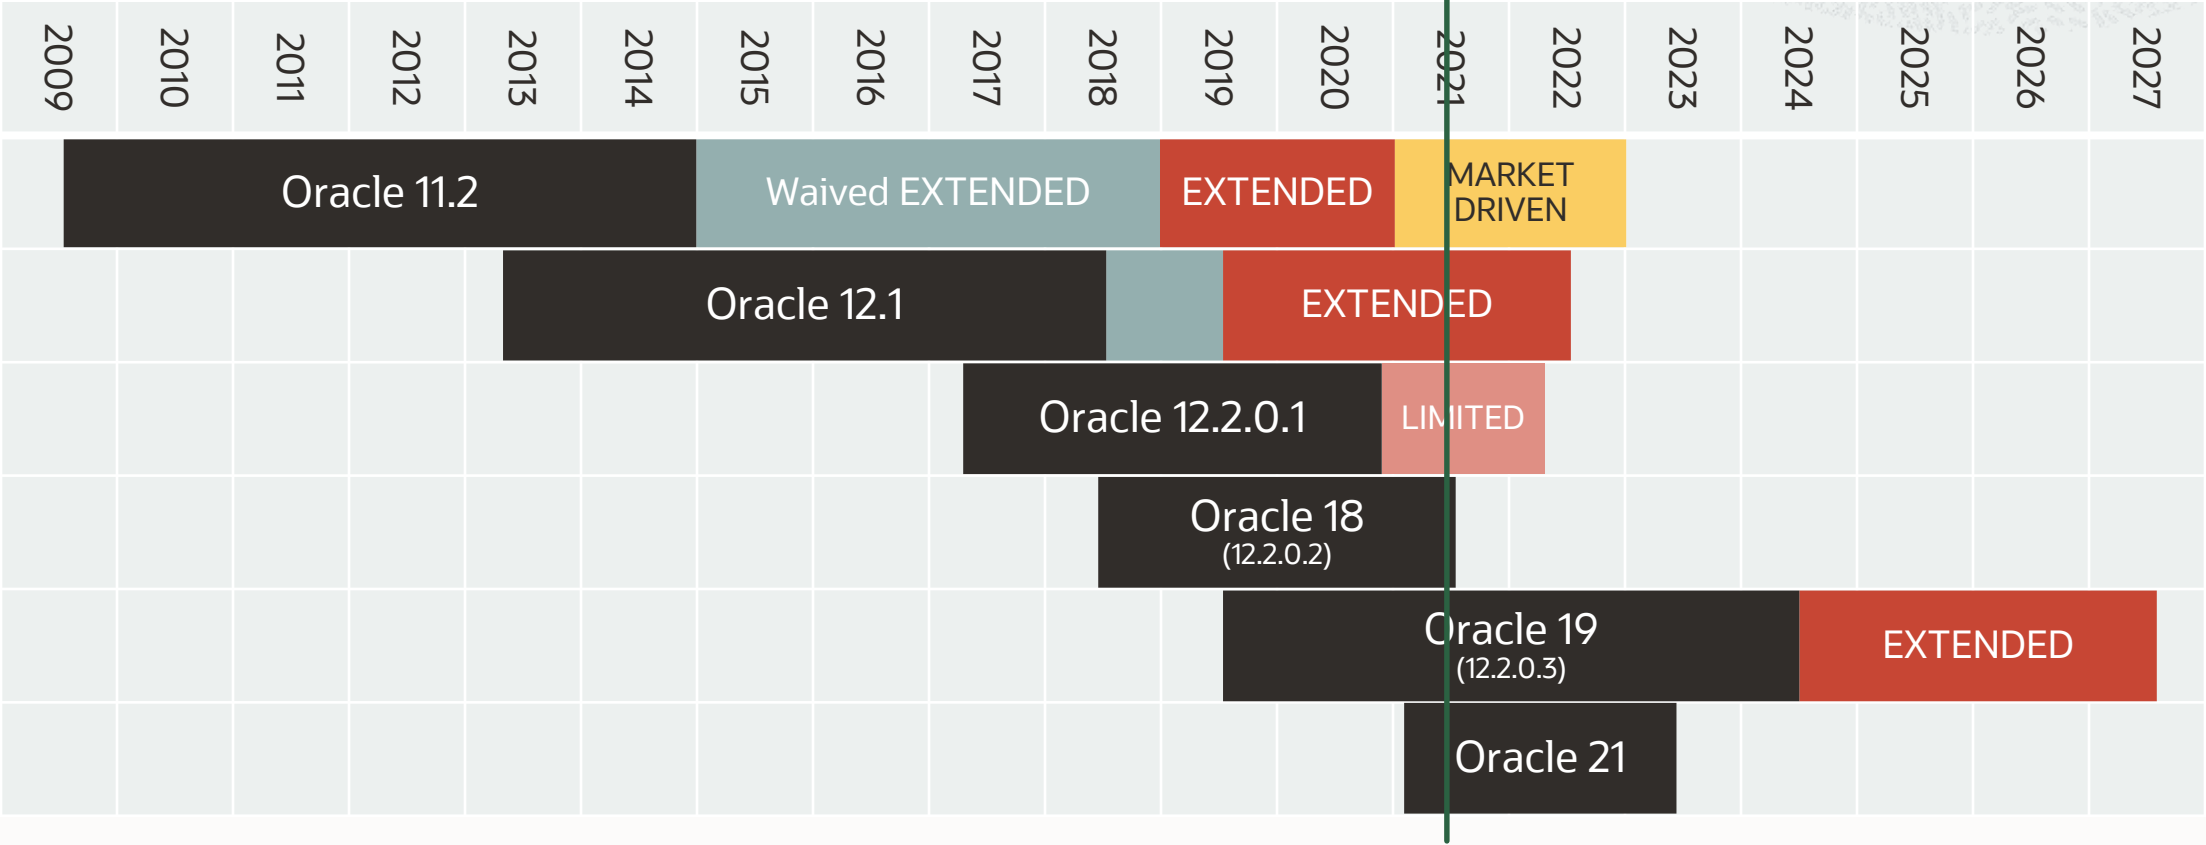 2009 2010 2011 2012 2013 2014 2015 2016 2017 2018 2019 2020 2021 2022 2023 2024 2025 2026 2027
Oracle 11.2 Waived EXTENDED EXTENDED MARKET
DRIVEN
Oracle 12.1 EXTENDED
Oracle 12.2.0.1 LIMITED
Oracle 18
(12.2.0.2)
Oracle 19 EXTENDED
(12.2.0.3)
Oracle 21